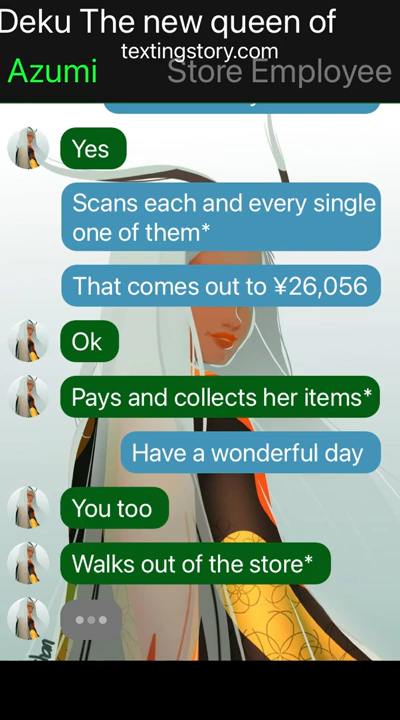 Deku The new queen of
textingstory.com
Azumi
Store Employee
Yes
Scans each and every single
one of them*
That comes out to ¥26,056
Ok
Pays and collects her items*
Have a wonderful day
You too
Walks out of the store*